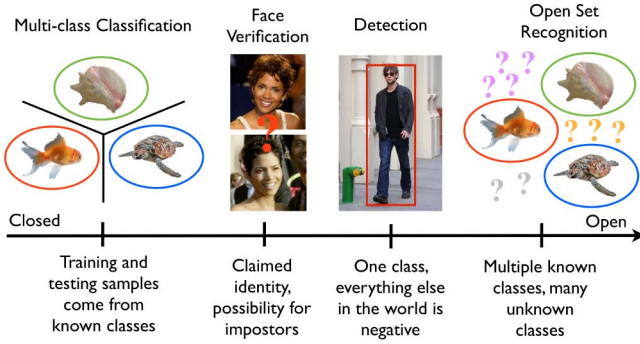 Multi-class Classification
Face
Verification
Detection
Open Set
Recognition
?
? ? ? ? ?
? ? ?
? ?
Closed
Open
Training and
testing samples
come from
known classes
Claimed
identity,
possibility for
impostors
One class,
everything else
in the world is
negative
Multiple known
classes, many
unknown
classes